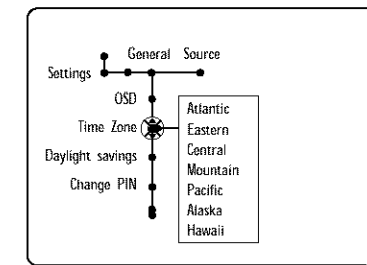 General Source
Settings
OSD
Time Zone
Daylight savings
Change PIN
Atlantic
Eastern
Central
Mountain
Pacific
Alaska
Hawaii